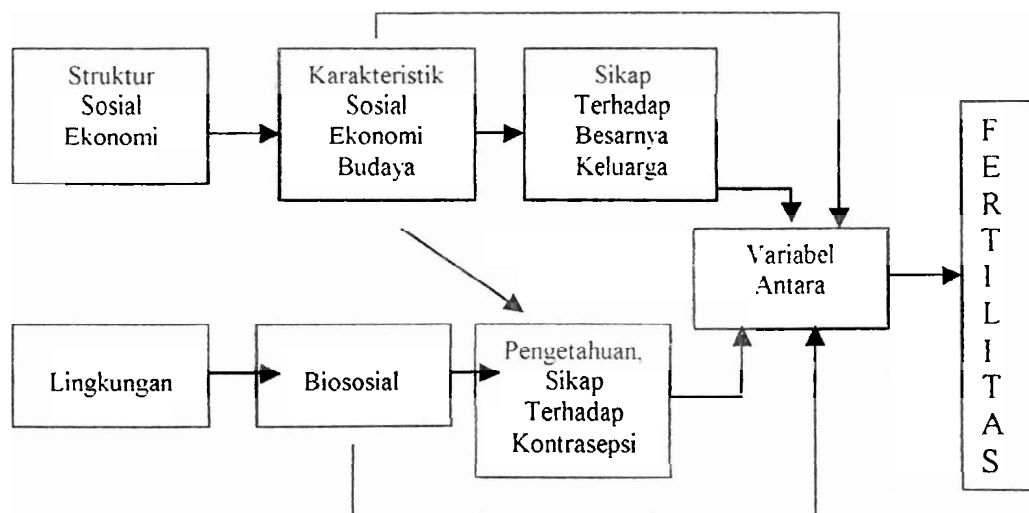 Struktur
Sosial
Ekonomi
Karakteristik
Sosial
Ekonomi
Budaya
Sikap
Terhadap
Besarnya
Keluarga
Variabel
Antara
Lingkungan
Biososial
Pengetahuan,
Sikap
Terhadap
Kontrasepsi
F
E
R
T
I
L
I
T
A
S